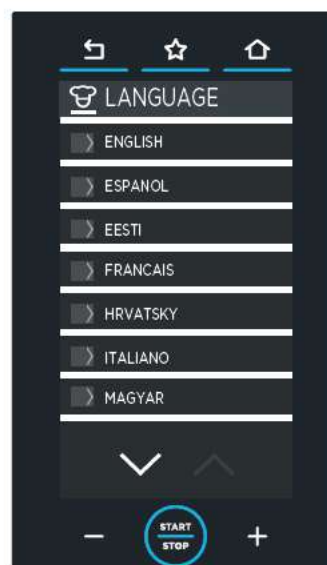 LANGUAGE
ENGLISH
ESPANOL
EESTI
FRANCAIS
HRVATSKY
ITALIANO
MAGYAR
START
STOP